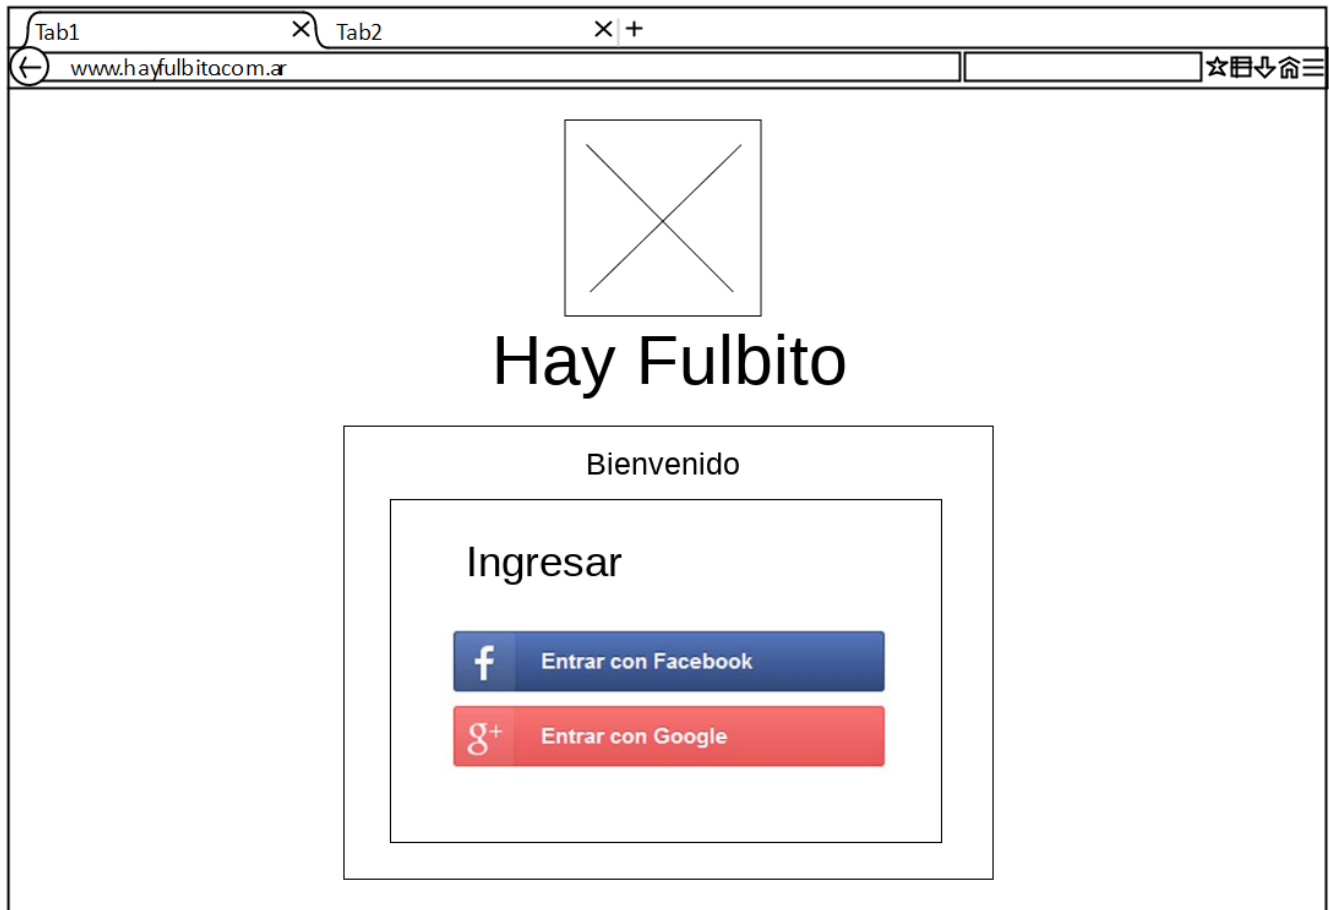 Tab1
Tab2
www.hayfulbito.com.ar
Hay Fulbito
Bienvenido
Ingresar
f Entrar con Facebook
g+ Entrar con Google